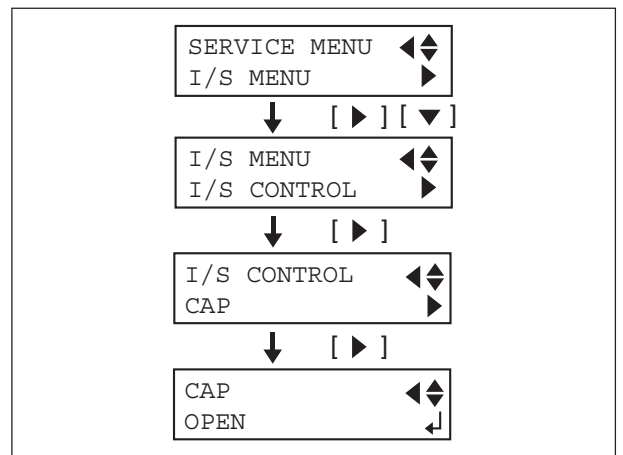 SERVICE MENU ◀◆
I/S MENU ▶
[ ▶ ] [ ▼ ]
I/S MENU ◀◆
I/S CONTROL ▶
[ ▶ ]
I/S CONTROL ◀◆
CAP ▶
[ ▶ ]
CAP ◀◆
OPEN ↵